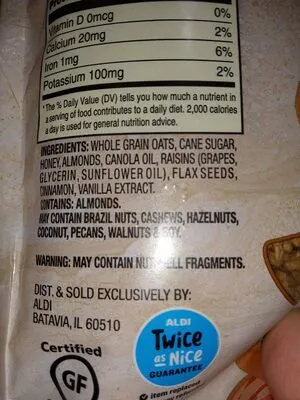 Vitamin D 0mcg 0%
Calcium 20mg 2%
Iron 1mg 6%
Potassium 100mg 2%
* The % Daily Value (DV) tells you how much a nutrient in
a serving of food contributes to a daily diet. 2,000 calories
a day is used for general nutrition advice.
INGREDIENTS: WHOLE GRAIN OATS, CANE SUGAR,
HONEY, ALMONDS, CANOLA OIL, RAISINS (GRAPES,
GLYCERIN, SUNFLOWER OIL), FLAX SEEDS,
CINNAMON, VANILLA EXTRACT.
CONTAINS: ALMONDS.
MAY CONTAIN BRAZIL NUTS, CASHEWS, HAZELNUTS,
COCONUT, PECANS, WALNUTS & SOY.
WARNING: MAY CONTAIN NUTSHELL FRAGMENTS.
DIST. & SOLD EXCLUSIVELY BY:
ALDI
BATAVIA, IL 60510
ALDI
Twice
as Nice
GUARANTEE
item replaced
Certified
GF